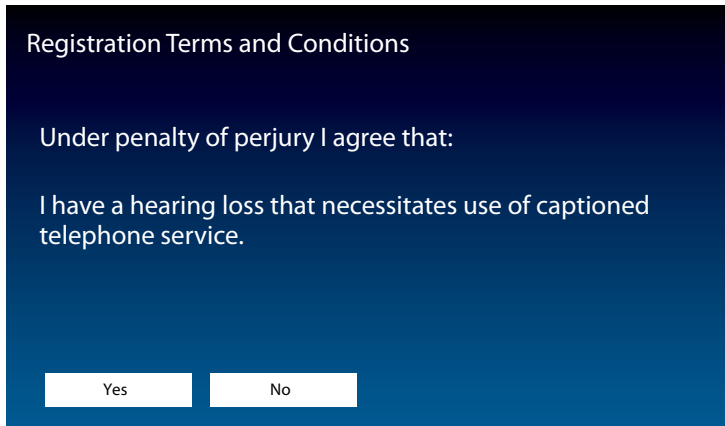 Registration Terms and Conditions
Under penalty of perjury I agree that:
I have a hearing loss that necessitates use of captioned
telephone service.
Yes
No